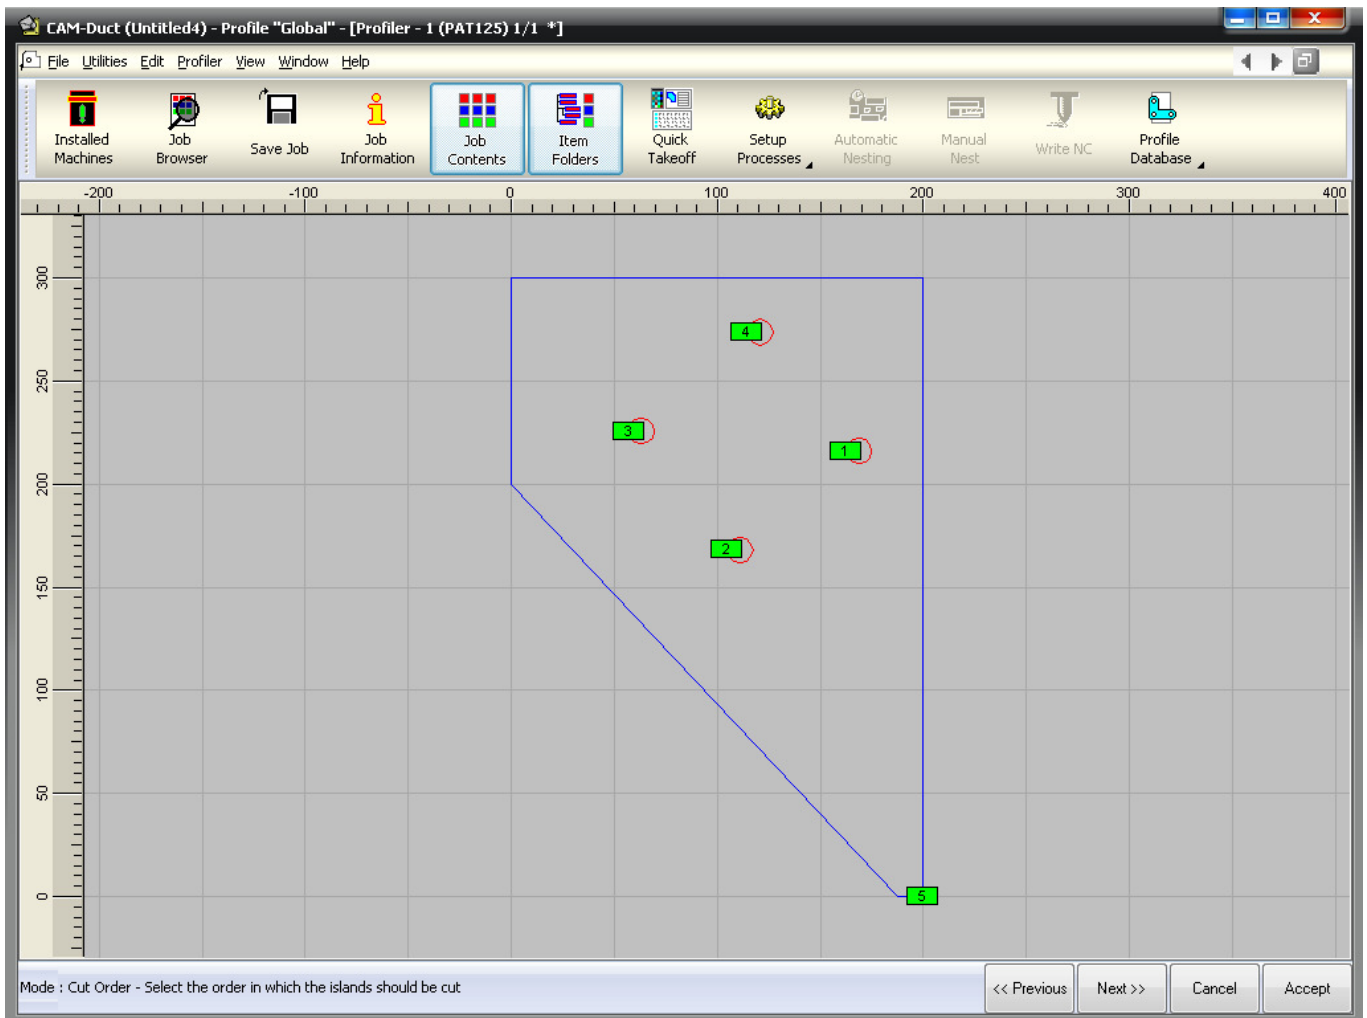 CAM-Duct (Untitled4) - Profile "Global" - [Profiler - 1 (PAT125) 1/1 *]
File Utilities Edit Profiler View Window Help
Installed Machines
Job Browser
Save Job
Job Information
Job Contents
Item Folders
Quick Takeoff
Setup Processes
Automatic Nesting
Manual Nest
Write NC
Profile Database
-200 -100 0 100 200 300 400
300
250
200
150
100
50
0
4
3
1
2
5
Mode : Cut Order - Select the order in which the islands should be cut
<< Previous Next >> Cancel Accept